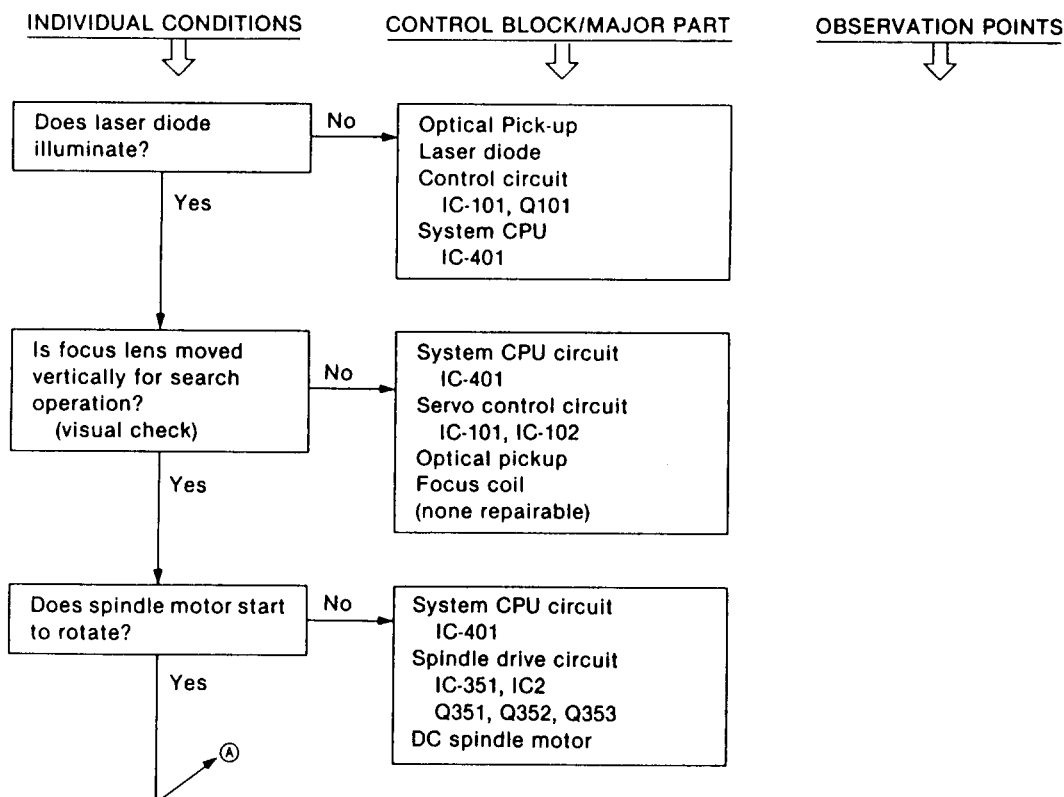 INDIVIDUAL CONDITIONS
CONTROL BLOCK/MAJOR PART
OBSERVATION POINTS
Does laser diode
illuminate?
No
Optical Pick-up
Laser diode
Control circuit
IC-101, Q101
System CPU
IC-401
Yes
Is focus lens moved
vertically for search
operation?
(visual check)
No
System CPU circuit
IC-401
Servo control circuit
IC-101, IC-102
Optical pickup
Focus coil
(none repairable)
Yes
Does spindle motor start
to rotate?
No
System CPU circuit
IC-401
Spindle drive circuit
IC-351, IC2
Q351, Q352, Q353
DC spindle motor
Yes
A